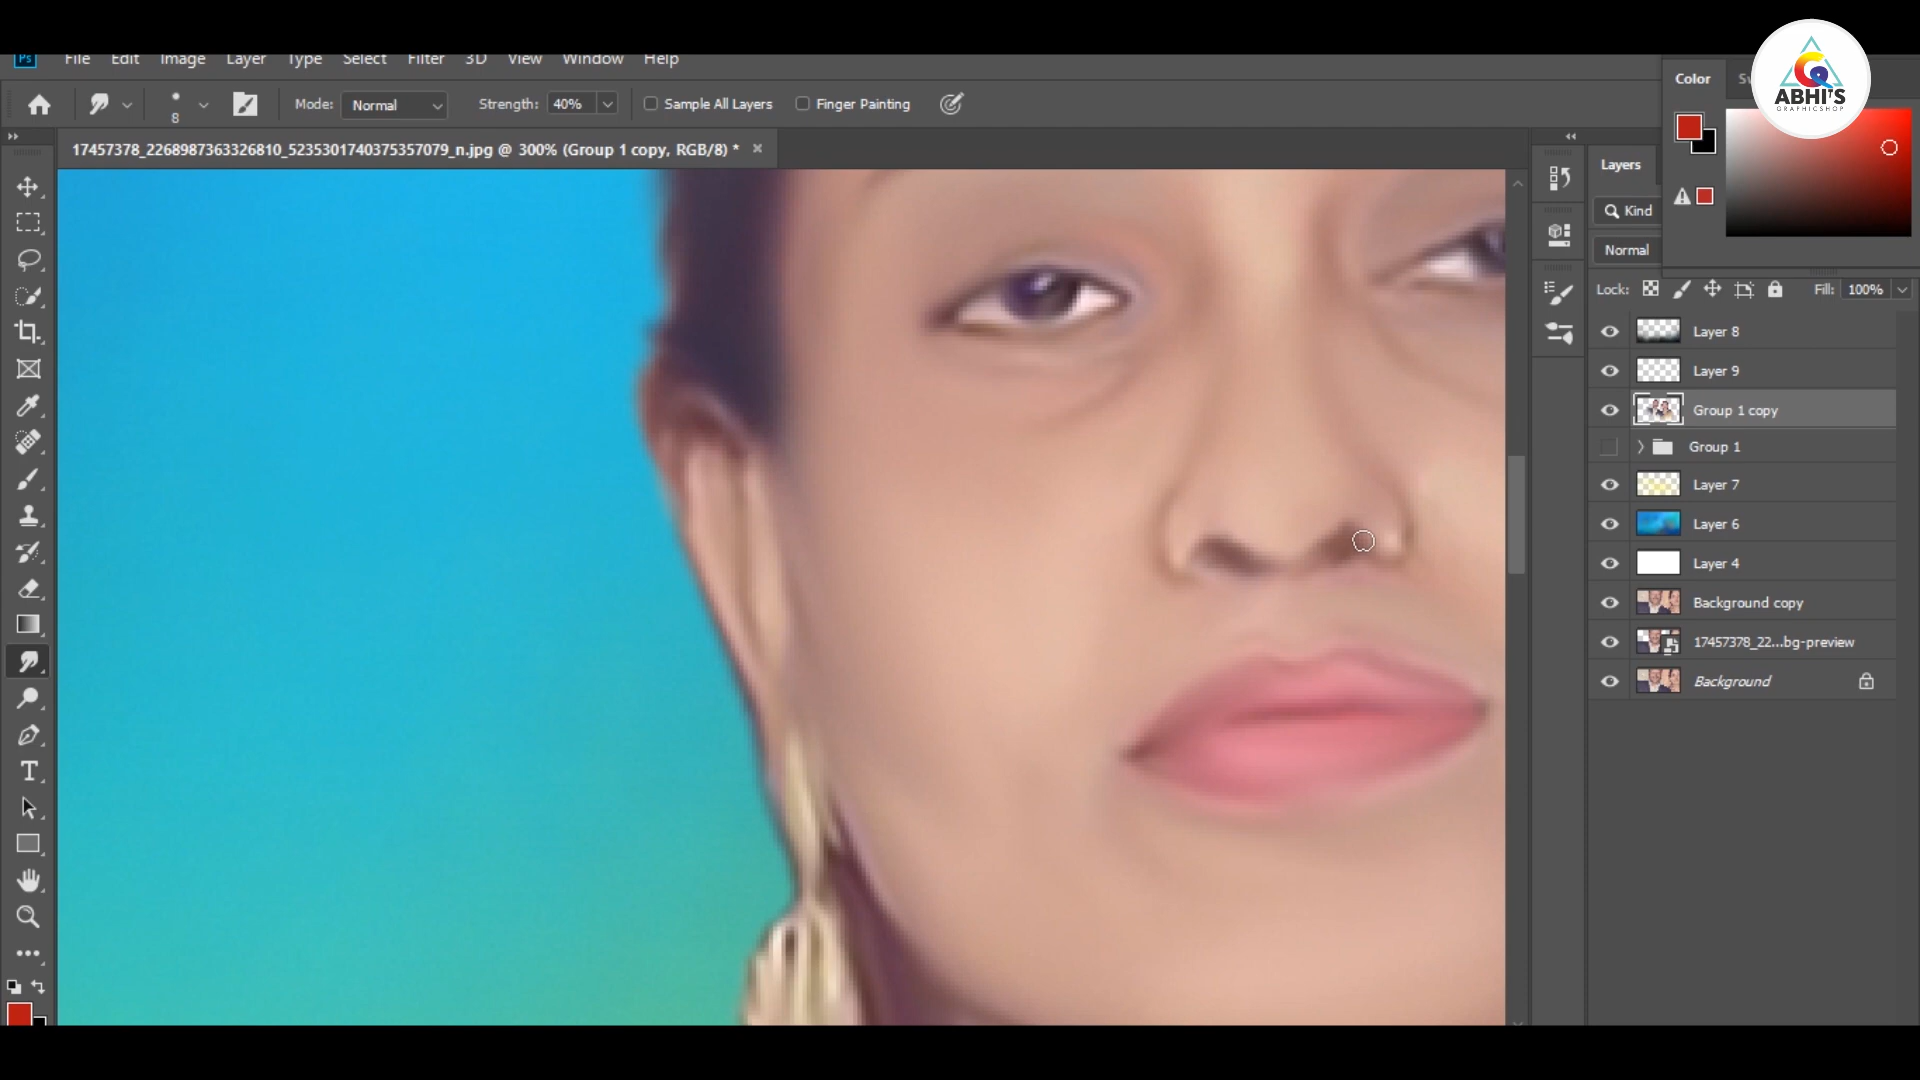 Ps File Edit Image Layer Type Select Filter 3D View Window Help
8 Mode: Normal Strength: 40% Sample All Layers Finger Painting
17457378_2268987363326810_5235301740375357079_n.jpg @ 300% (Group 1 copy, RGB/8) *
Color
ABHI'S
GRAPHICSHOP
Layers
Kind
Normal
Lock: Fill: 100%
Layer 8
Layer 9
Group 1 copy
Group 1
Layer 7
Layer 6
Layer 4
Background copy
17457378_22...bg-preview
Background